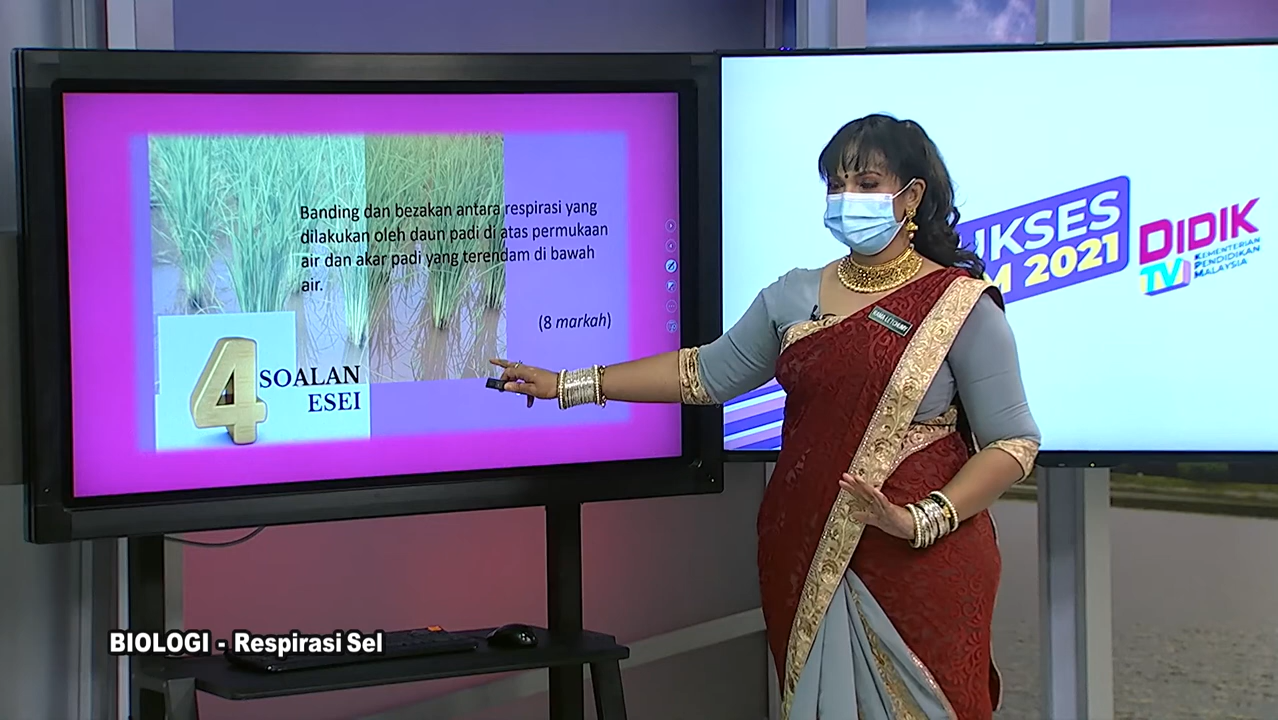 Banding dan bezakan antara respirasi yang
dilakukan oleh daun padi di atas permukaan
air dan akar padi yang terendam di bawah
air.
(8 markah)
4
SOALAN
ESEI
UKSES
M 2021
DIDIK
TV
KEMENTERIAN
PENDIDIKAN
MALAYSIA
BIOLOGI - Respirasi Sel